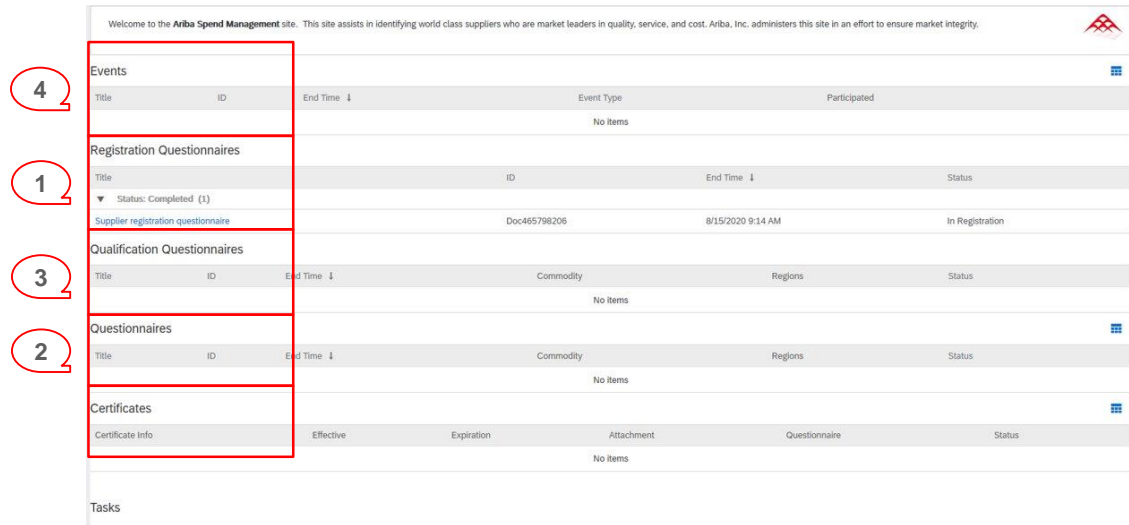 Welcome to the Ariba Spend Management site. This site assists in identifying world class suppliers who are market leaders in quality, service, and cost. Ariba, Inc. administers this site in an effort to ensure market integrity.
4
Events
Title ID End Time ↓ Event Type Participated
No items
1
Registration Questionnaires
Title ID End Time ↓ Status
▼ Status: Completed (1)
Supplier registration questionnaire Doc465798206 8/15/2020 9:14 AM In Registration
3
Qualification Questionnaires
Title ID End Time ↓ Commodity Regions Status
No items
2
Questionnaires
Title ID End Time ↓ Commodity Regions Status
No items
Certificates
Certificate Info Effective Expiration Attachment Questionnaire Status
No items
Tasks